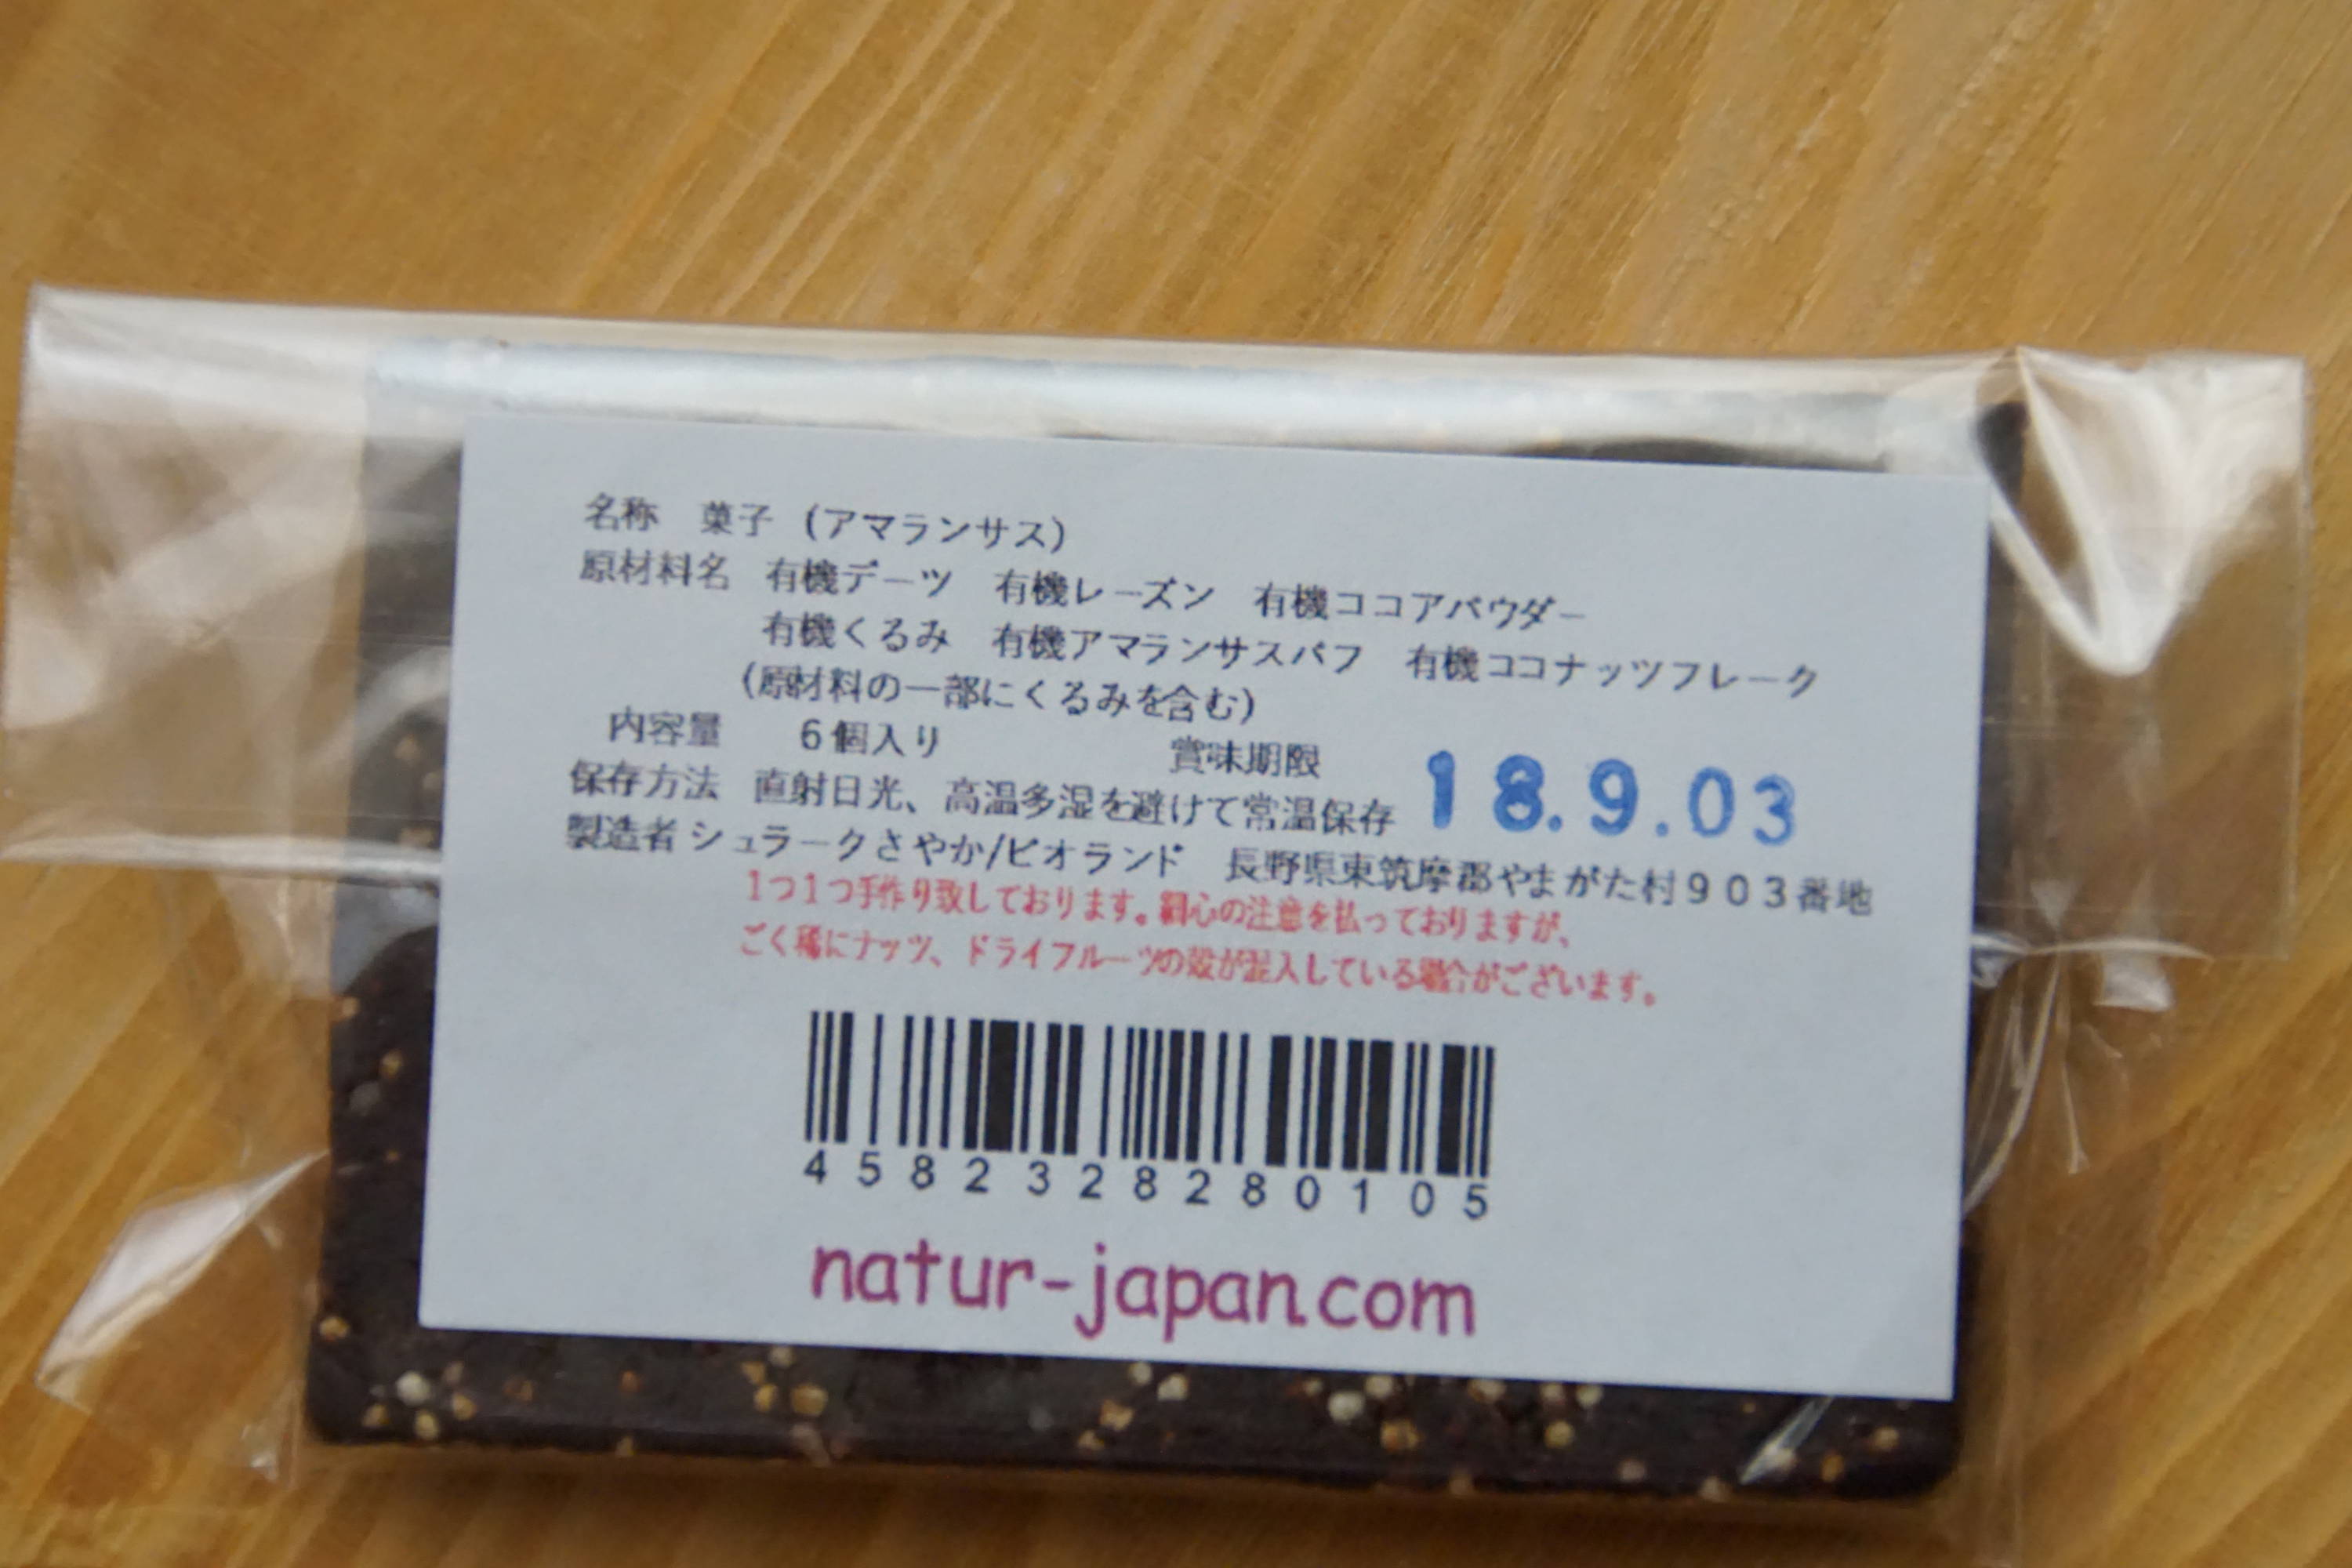 名称 菓子 (アマランサス)
原材料名 有機デーツ 有機レーズン 有機ココアパウダー
有機くるみ 有機アマランサスパフ 有機ココナッツフレーク
(原材料の一部にくるみを含む)
内容量 6個入り 賞味期限 18.9.03
保存方法 直射日光、高温多湿を避けて常温保存
製造者 シュラークさやか/ビオランド 長野県東筑摩郡やまがた村903番地
1つ1つ手作り致しております。細心の注意を払っておりますが、
ごく稀にナッツ、ドライフルーツの殻が混入している場合がございます。
4582328280105
natur-japan.com